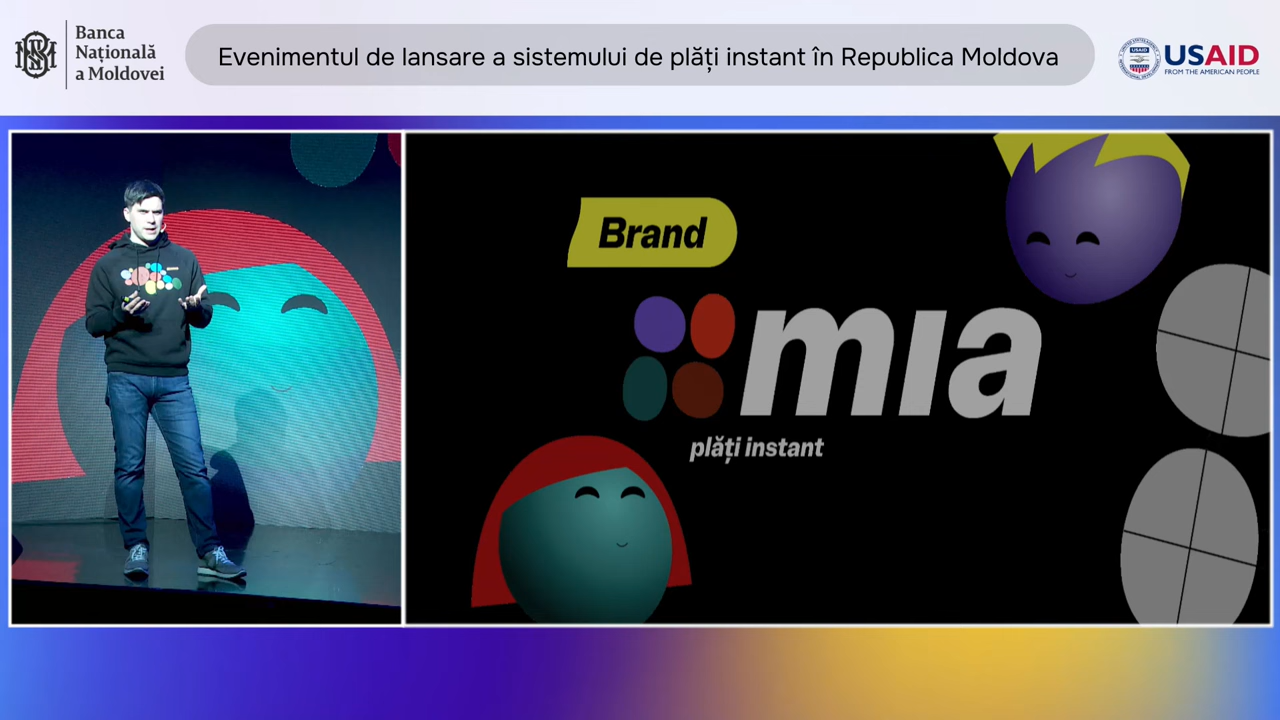 Banca
Națională
a Moldovei
Evenimentul de lansare a sistemului de plăți instant în Republica Moldova
USAID
FROM THE AMERICAN PEOPLE
Brand
mıa
plăți instant